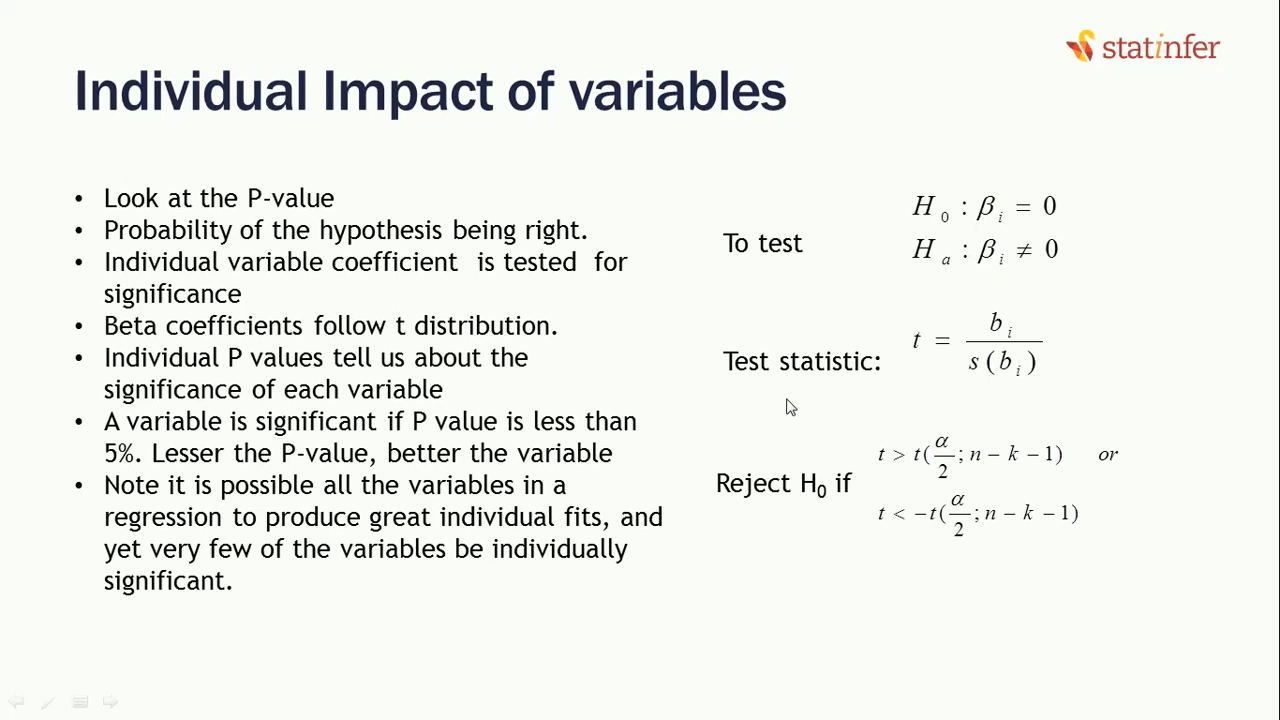 statinfer
Individual Impact of variables
• Look at the P-value
• Probability of the hypothesis being right.
• Individual variable coefficient is tested for
significance
• Beta coefficients follow t distribution.
• Individual P values tell us about the
significance of each variable
• A variable is significant if P value is less than
5%. Lesser the P-value, better the variable
• Note it is possible all the variables in a
regression to produce great individual fits, and
yet very few of the variables be individually
significant.
To test
H₀ : βᵢ = 0
Hₐ : βᵢ ≠ 0
Test statistic:
t = bᵢ / s(bᵢ)
Reject H₀ if
t > t(α/2; n − k − 1) or
t < −t(α/2; n − k − 1)